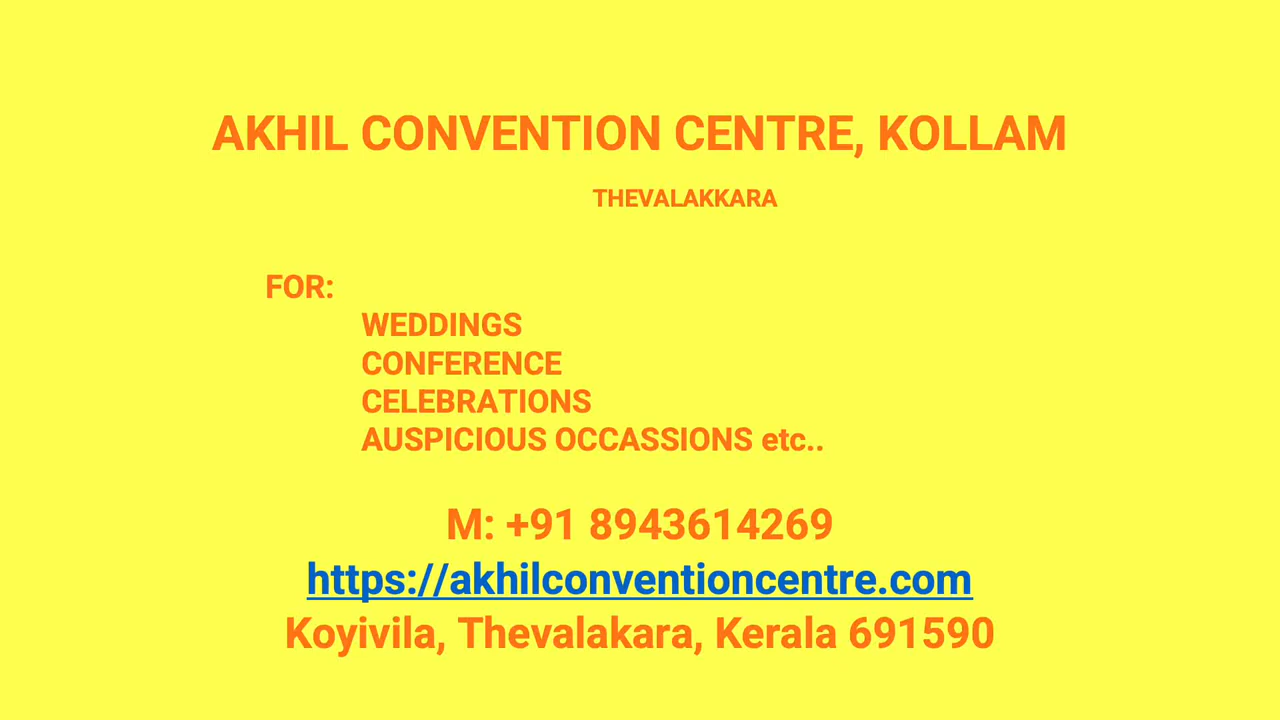 AKHIL CONVENTION CENTRE, KOLLAM
THEVALAKKARA
FOR:
WEDDINGS
CONFERENCE
CELEBRATIONS
AUSPICIOUS OCCASSIONS etc..
M: +91 8943614269
https://akhilconventioncentre.com
Koyivila, Thevalakara, Kerala 691590